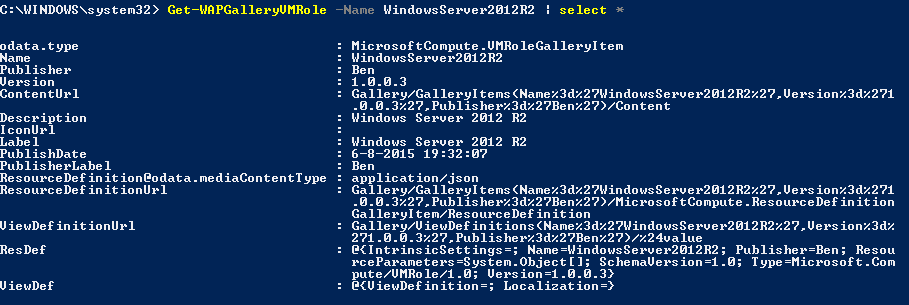 C:\WINDOWS\system32> Get-WAPGalleryVMRole -Name WindowsServer2012R2 | select *
odata.type : MicrosoftCompute.VMRoleGalleryItem
Name : WindowsServer2012R2
Publisher : Ben
Version : 1.0.0.3
ContentUrl : Gallery/GalleryItems(Name%3d%27WindowsServer2012R2%27,Version%3d%271
.0.0.3%27,Publisher%3d%27Ben%27)/Content
Description : Windows Server 2012 R2
IconUrl :
Label : Windows Server 2012 R2
PublishDate : 6-8-2015 19:32:07
PublisherLabel : Ben
ResourceDefinition@odata.mediaContentType : application/json
ResourceDefinitionUrl : Gallery/GalleryItems(Name%3d%27WindowsServer2012R2%27,Version%3d%271
.0.0.3%27,Publisher%3d%27Ben%27)/MicrosoftCompute.ResourceDefinition
GalleryItem/ResourceDefinition
ViewDefinitionUrl : Gallery/ViewDefinitions(Name%3d%27WindowsServer2012R2%27,Version%3d%
271.0.0.3%27,Publisher%3d%27Ben%27)/%24value
ResDef : @{IntrinsicSettings=; Name=WindowsServer2012R2; Publisher=Ben; Resou
rceParameters=System.Object[]; SchemaVersion=1.0; Type=Microsoft.Com
pute/VMRole/1.0; Version=1.0.0.3}
ViewDef : @{ViewDefinition=; Localization=}